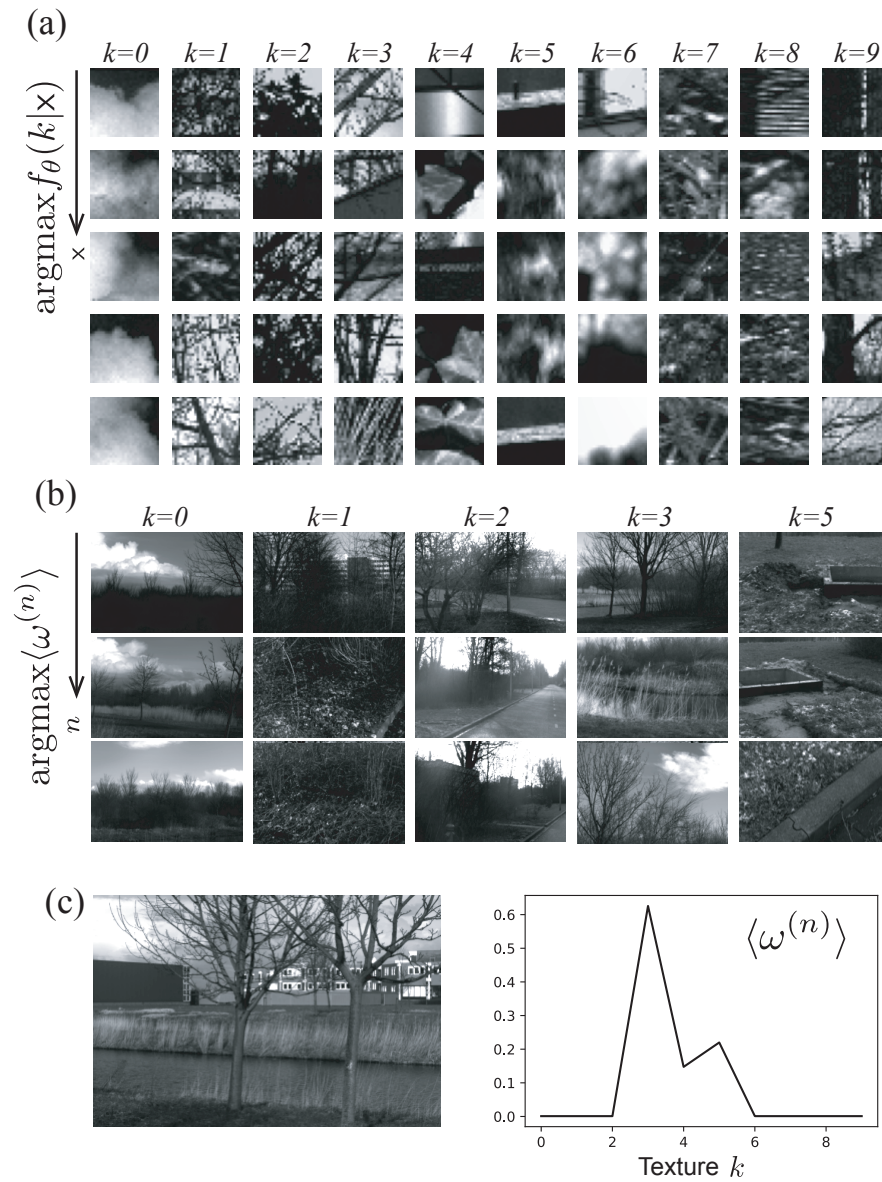 (a)
k=0 k=1 k=2 k=3 k=4 k=5 k=6 k=7 k=8 k=9
argmax f_θ(k|x)
x
(b)
k=0 k=1 k=2 k=3 k=5
argmax⟨ω^(n)⟩
n
(c)
⟨ω^(n)⟩
0.6
0.5
0.4
0.3
0.2
0.1
0.0
0 2 4 6 8
Texture k